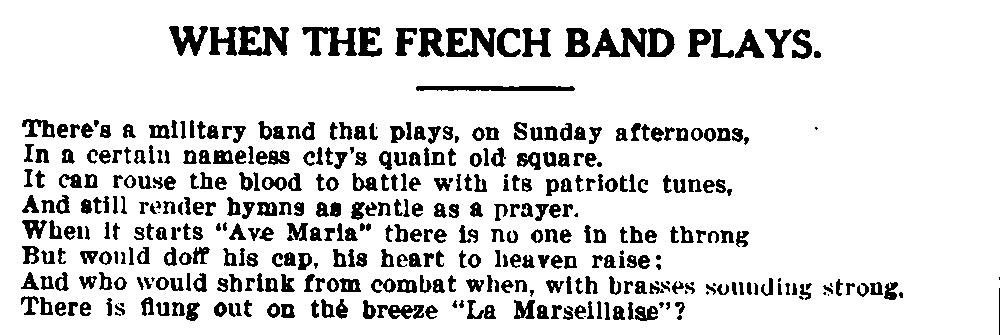 WHEN THE FRENCH BAND PLAYS.
There's a military band that plays, on Sunday afternoons,
In a certain nameless city's quaint old square.
It can rouse the blood to battle with its patriotic tunes,
And still render hymns as gentle as a prayer.
When it starts "Ave Maria" there is no one in the throng
But would doff his cap, his heart to heaven raise;
And who would shrink from combat when, with brasses sounding strong,
There is flung out on the breeze "La Marseillaise"?